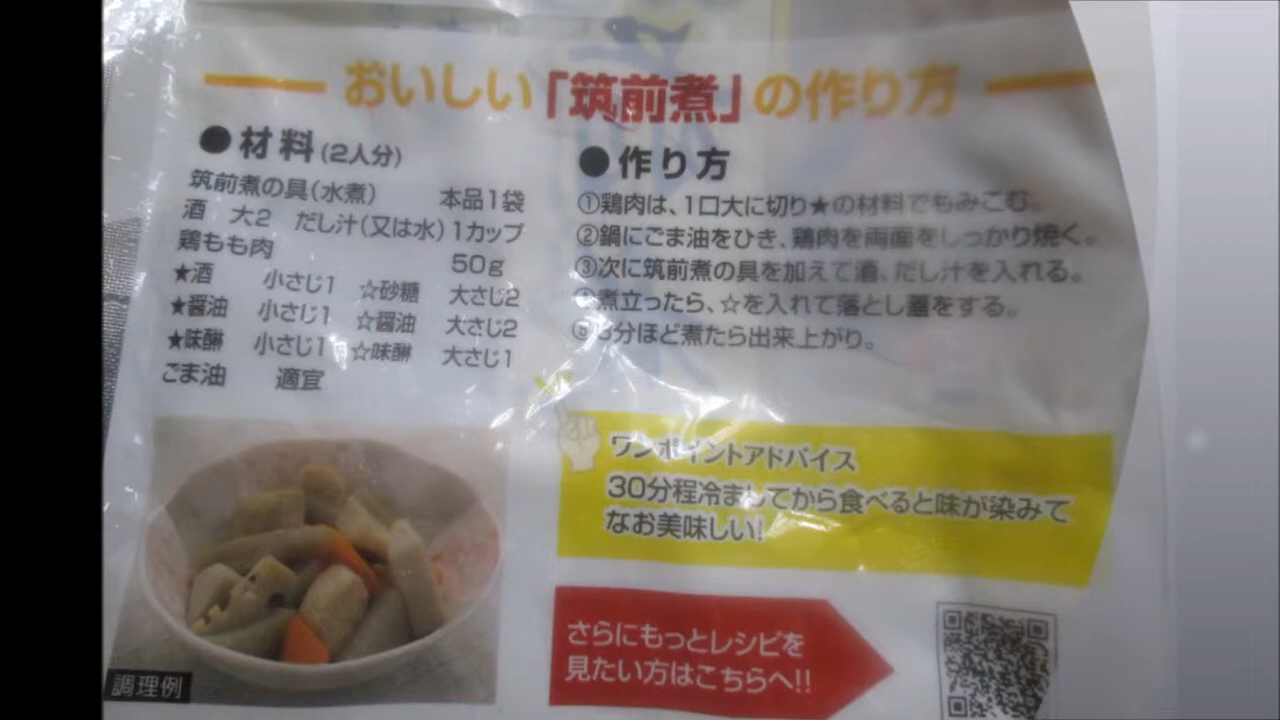 おいしい「筑前煮」の作り方
●材料(2人分)
筑前煮の具(水煮) 本品1袋
酒 大2 だし汁(又は水)1カップ
鶏もも肉 50g
★酒 小さじ1 ☆砂糖 大さじ2
★醤油 小さじ1 ☆醤油 大さじ2
★味醂 小さじ1 ☆味醂 大さじ1
ごま油 適宜
●作り方
①鶏肉は、1口大に切り★の材料でもみこむ。
②鍋にごま油をひき、鶏肉を両面をしっかり焼く。
③次に筑前煮の具を加えて酒、だし汁を入れる。
④煮立ったら、☆を入れて落とし蓋をする。
⑤ 分ほど煮たら出来上がり。
ワンポイントアドバイス
30分程冷ましてから食べると味が染みて
なお美味しい!
さらにもっとレシピを
見たい方はこちらへ!!
調理例